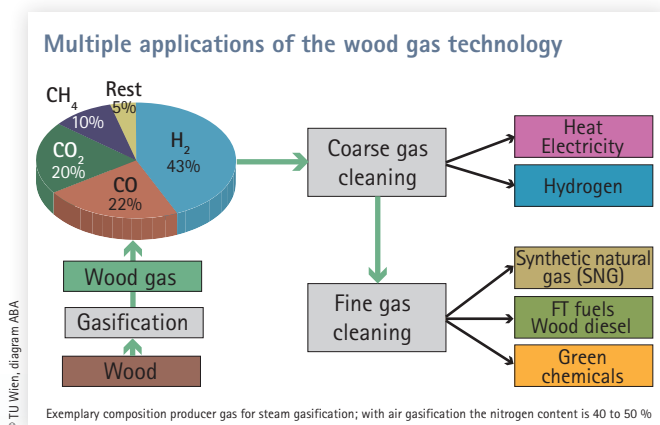 Multiple applications of the wood gas technology
CH₄
10%
Rest
5%
H₂
43%
CO₂
20%
CO
22%
Wood gas
Gasification
Wood
Coarse gas
cleaning
Fine gas
cleaning
Heat
Electricity
Hydrogen
Synthetic natural
gas (SNG)
FT fuels
Wood diesel
Green
chemicals
Exemplary composition producer gas for steam gasification; with air gasification the nitrogen content is 40 to 50 %
© TU Wien, diagram ABA